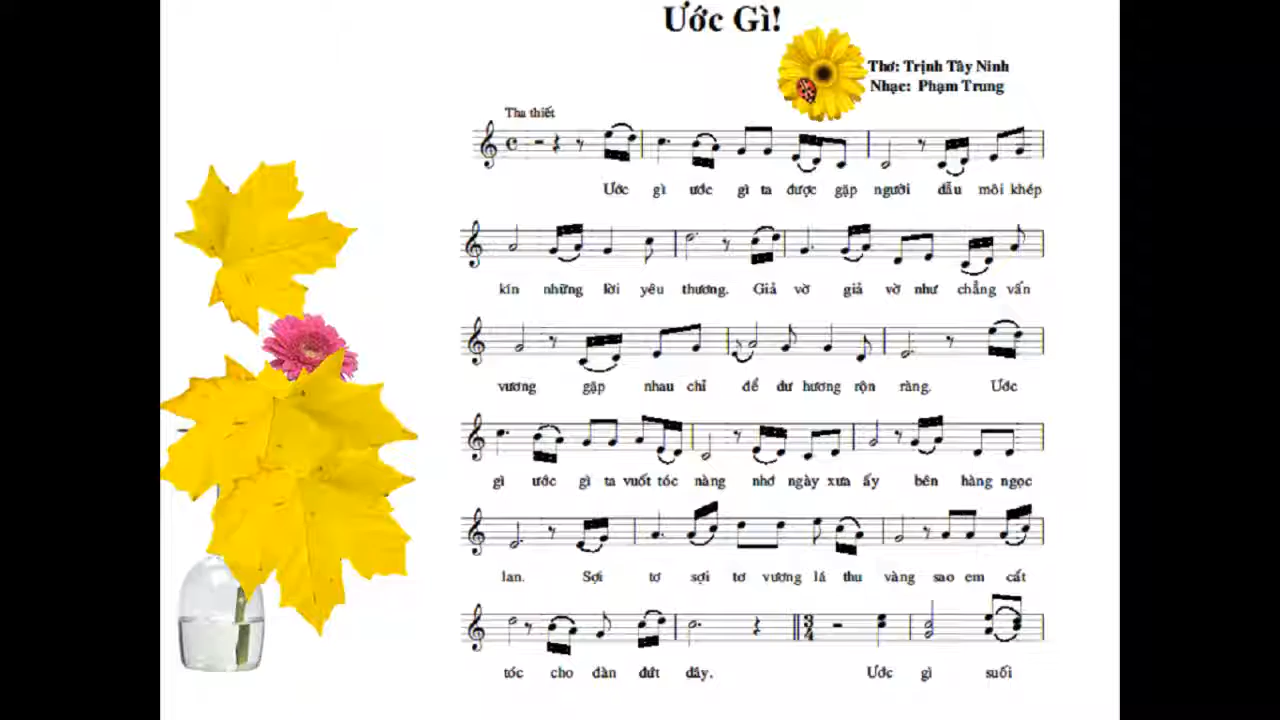 Ước Gì!
Thơ: Trịnh Tây Ninh
Nhạc: Phạm Trung
Tha thiết
Ước gì ước gì ta được gặp người dẫu môi khép
kín những lời yêu thương. Giả vờ giả vờ như chẳng vấn
vương gặp nhau chỉ để dư hương rộn ràng. Ước
gì ước gì ta vuốt tóc nàng nhớ ngày xưa ấy bên hàng ngọc
lan. Sợi tơ sợi tơ vương lá thu vàng sao em cất
tóc cho đàn đứt dây. Ước gì suối